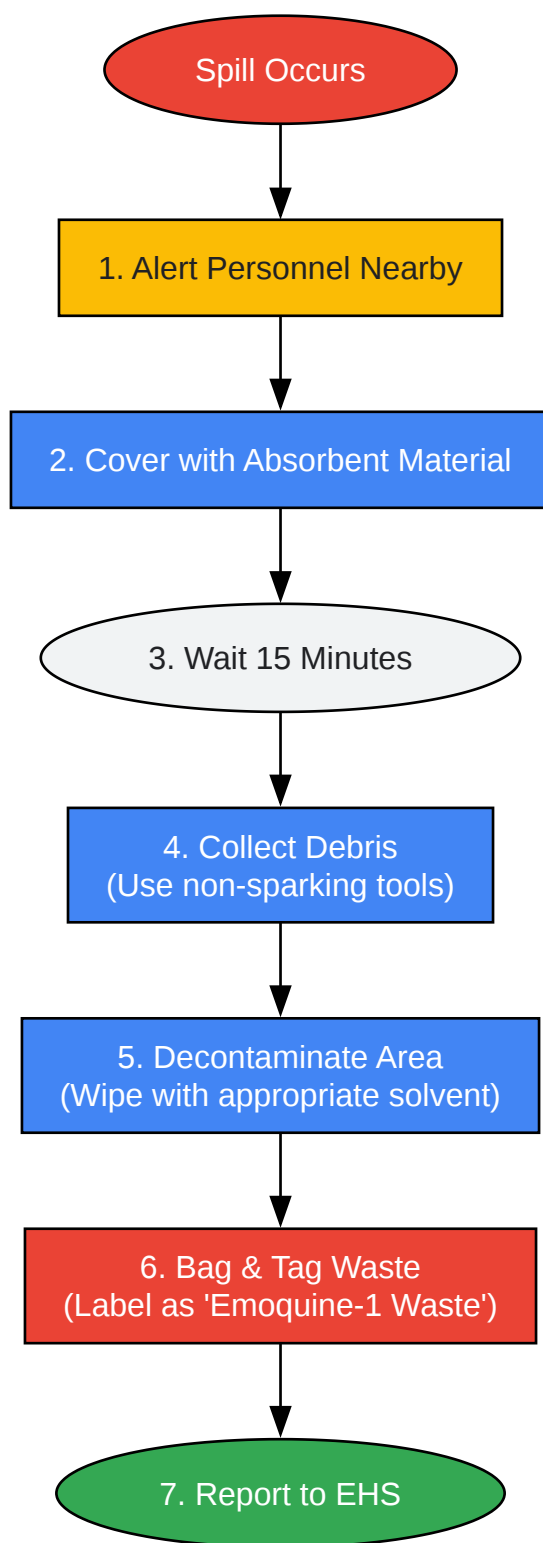 Spill Occurs
1. Alert Personnel Nearby
2. Cover with Absorbent Material
3. Wait 15 Minutes
4. Collect Debris
(Use non-sparking tools)
5. Decontaminate Area
(Wipe with appropriate solvent)
6. Bag & Tag Waste
(Label as 'Emoquine-1 Waste')
7. Report to EHS